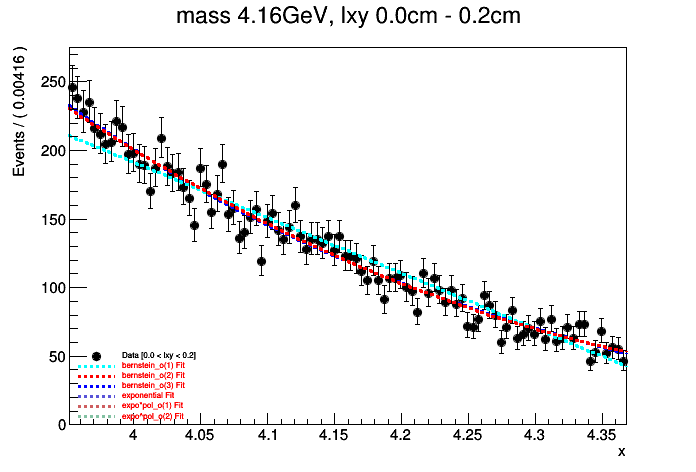 mass 4.16GeV, lxy 0.0cm - 0.2cm
Events / ( 0.00416 )
250
200
150
100
50
0
Data [0.0 < lxy < 0.2]
bernstein_o(1) Fit
bernstein_o(2) Fit
bernstein_o(3) Fit
exponential Fit
expo*pol_o(1) Fit
expo*pol_o(2) Fit
4 4.05 4.1 4.15 4.2 4.25 4.3 4.35
x